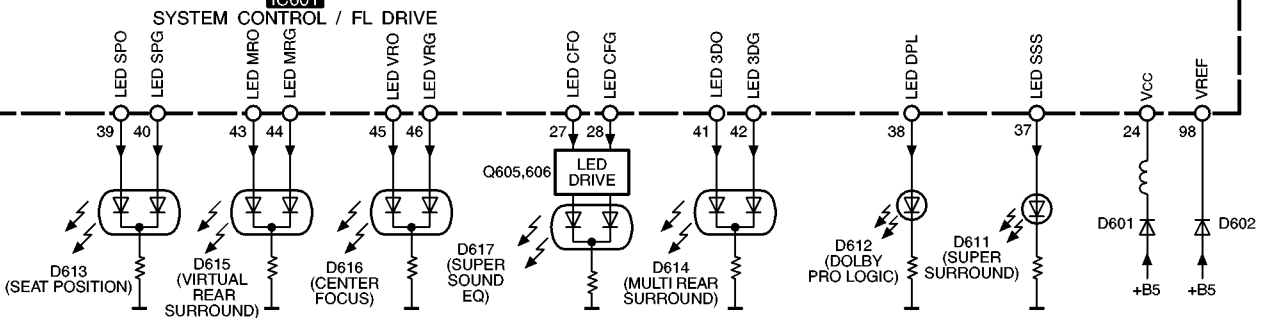 IC601
SYSTEM CONTROL / FL DRIVE
LED SPO
LED SPG
LED MRO
LED MRG
LED VRO
LED VRG
LED CFO
LED CFG
LED 3DO
LED 3DG
LED DPL
LED SSS
Vcc
VREF
39
40
43
44
45
46
27
28
41
42
38
37
24
98
Q605,606
LED
DRIVE
D613
(SEAT POSITION)
D615
(VIRTUAL
REAR
SURROUND)
D616
(CENTER
FOCUS)
D617
(SUPER
SOUND
EQ)
D614
(MULTI REAR
SURROUND)
D612
(DOLBY
PRO LOGIC)
D611
(SUPER
SURROUND)
D601
+B5
D602
+B5